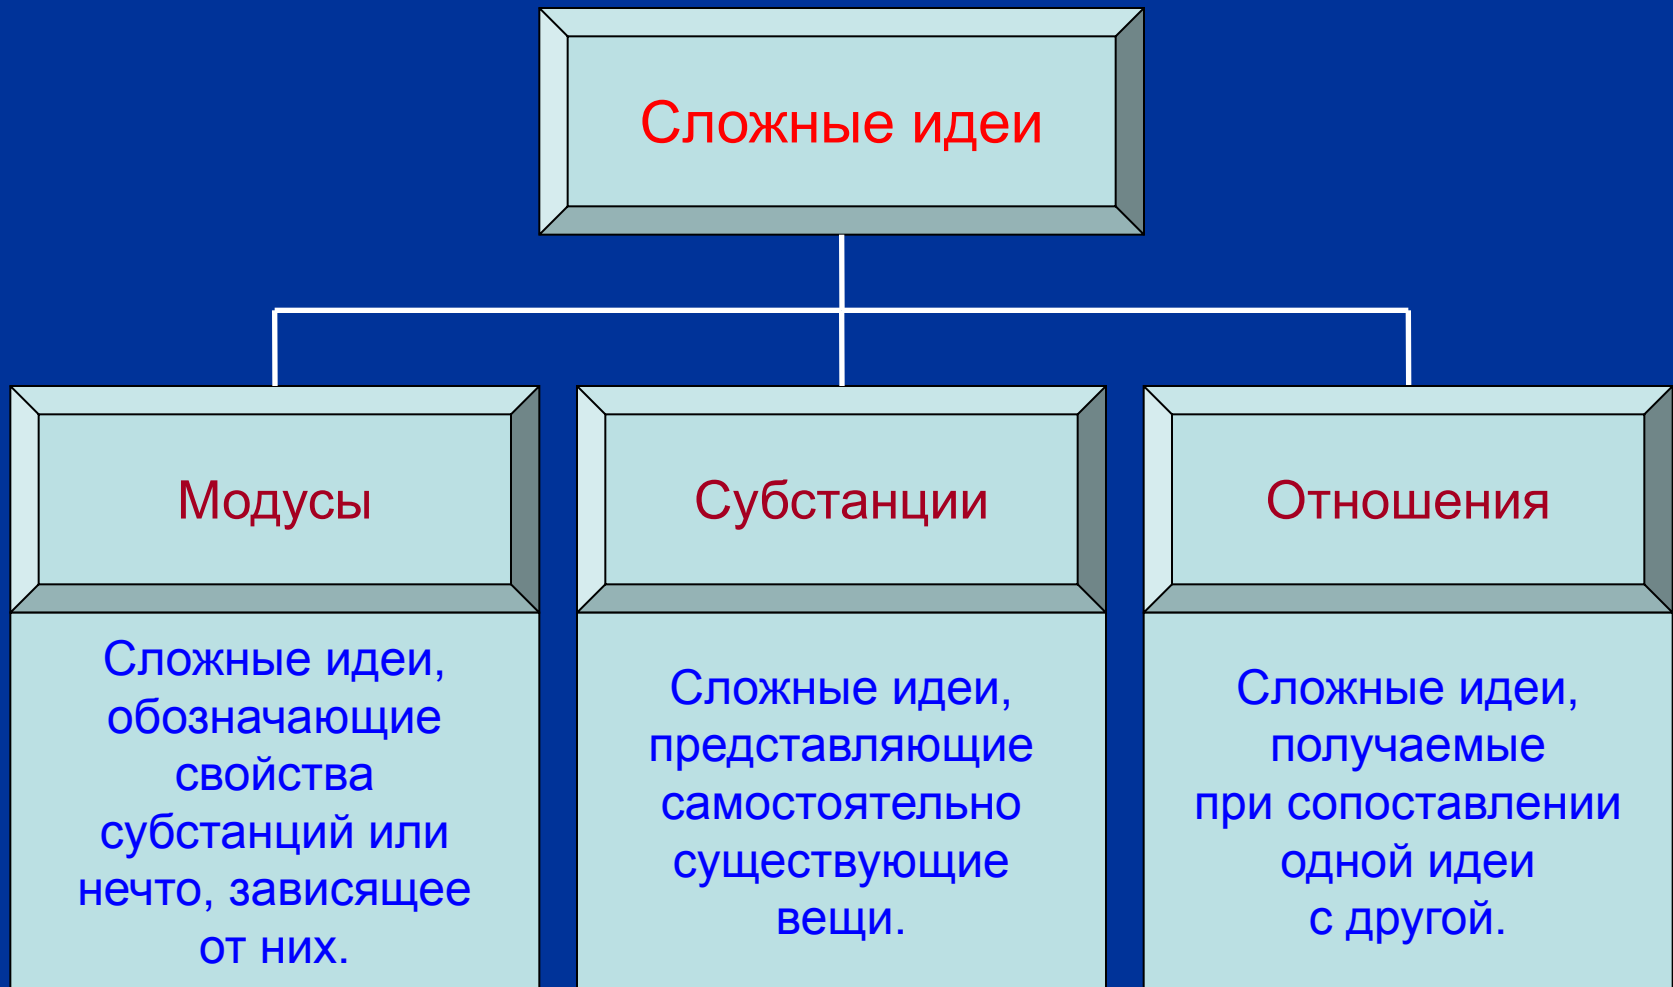 Сложные идеи
Модусы
Сложные идеи,
обозначающие
свойства
субстанций или
нечто, зависящее
от них.
Субстанции
Сложные идеи,
представляющие
самостоятельно
существующие
вещи.
Отношения
Сложные идеи,
получаемые
при сопоставлении
одной идеи
с другой.